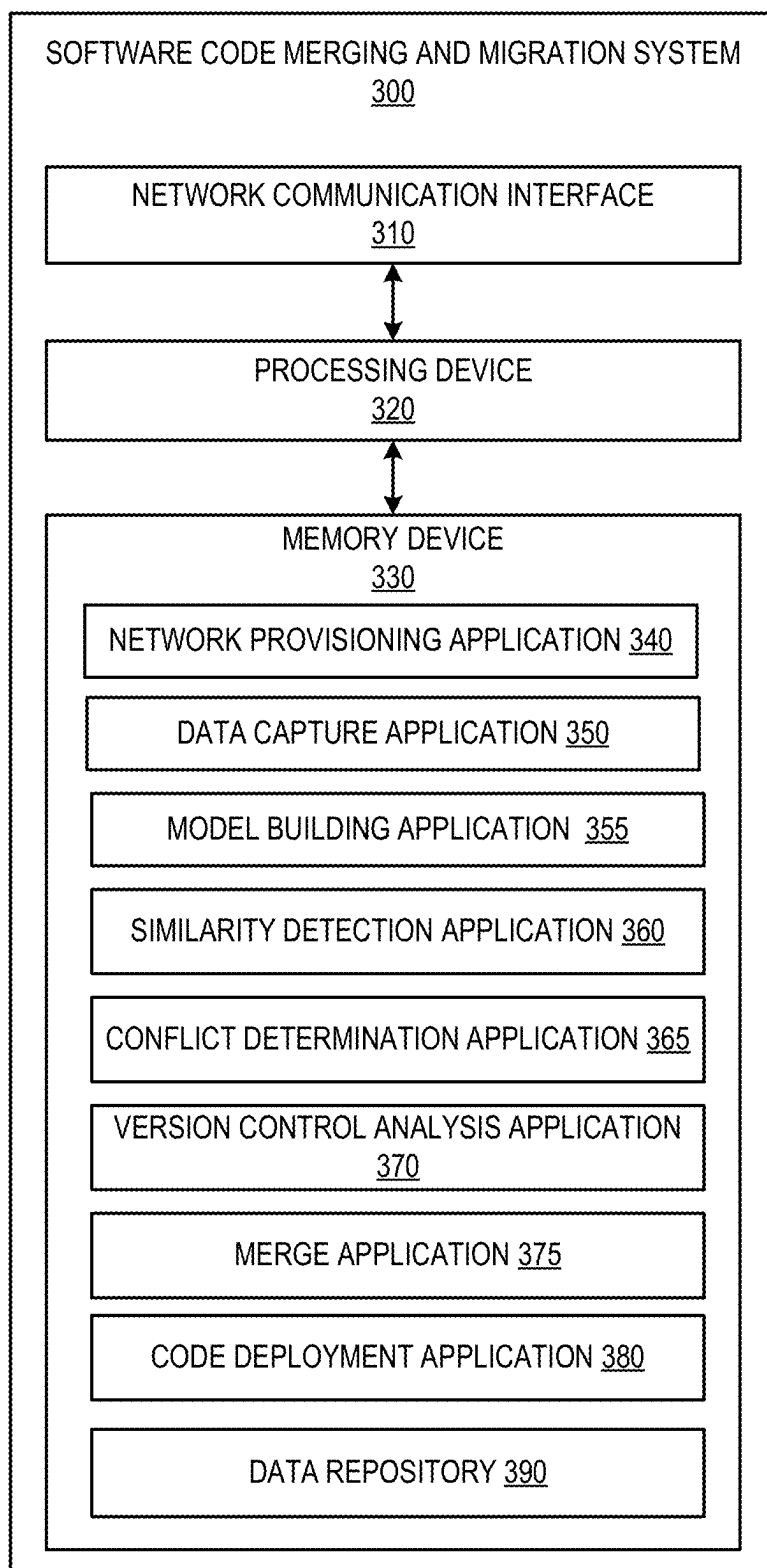 SOFTWARE CODE MERGING AND MIGRATION SYSTEM
300
NETWORK COMMUNICATION INTERFACE
310
PROCESSING DEVICE
320
MEMORY DEVICE
330
NETWORK PROVISIONING APPLICATION 340
DATA CAPTURE APPLICATION 350
MODEL BUILDING APPLICATION 355
SIMILARITY DETECTION APPLICATION 360
CONFLICT DETERMINATION APPLICATION 365
VERSION CONTROL ANALYSIS APPLICATION
370
MERGE APPLICATION 375
CODE DEPLOYMENT APPLICATION 380
DATA REPOSITORY 390